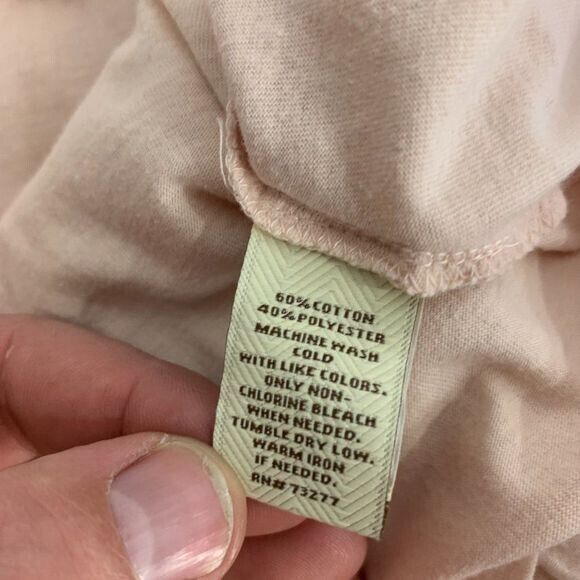 60% COTTON
40% POLYESTER
MACHINE WASH
COLD
WITH LIKE COLORS.
ONLY NON-
CHLORINE BLEACH
WHEN NEEDED.
TUMBLE DRY LOW.
WARM IRON
IF NEEDED.
RN# 73277